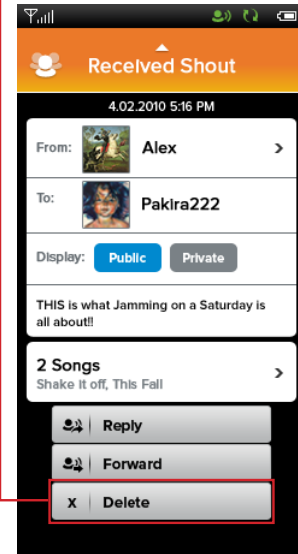 Received Shout
4.02.2010 5:16 PM
From: Alex
To: Pakira222
Display: Public Private
THIS is what Jamming on a Saturday is
all about!!
2 Songs
Shake it off, This Fall
Reply
Forward
x Delete